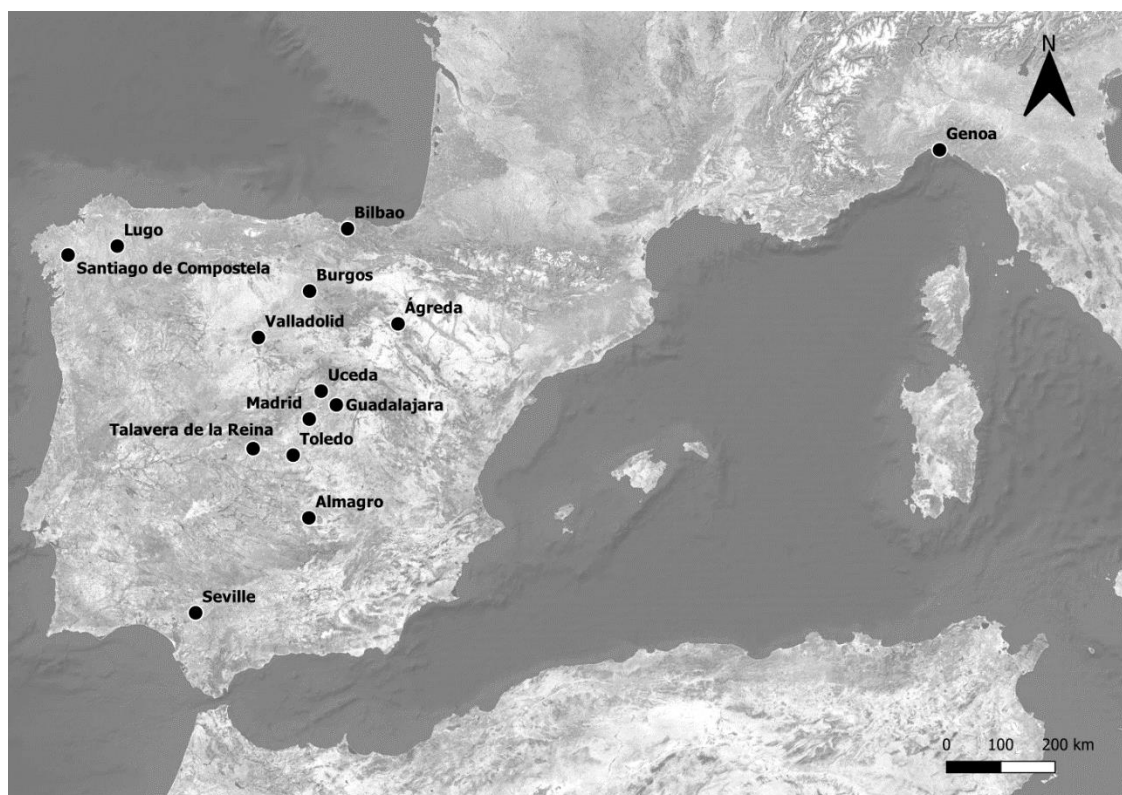 N
Genoa
Bilbao
Lugo
Santiago de Compostela
Burgos
Ágreda
Valladolid
Uceda
Madrid
Guadalajara
Talavera de la Reina
Toledo
Almagro
Seville
0 100 200 km